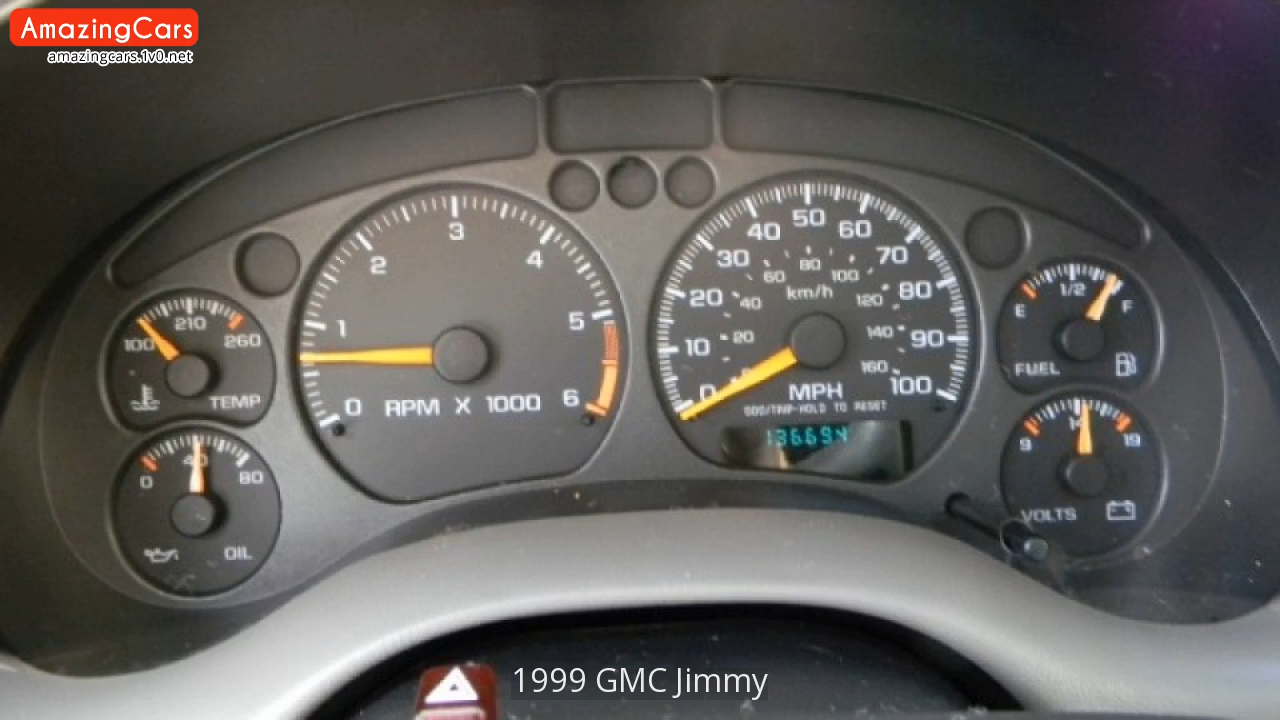 AmazingCars
amazingcars.1v0.net
0 1 2 3 4 5 6
RPM X 1000
0 10 20 30 40 50 60 70 80 90 100
20 40 60 80 100 120 140 160
km/h
MPH
ODO/TRIP-HOLD TO RESET
136694
100 210 260
TEMP
0 40 80
OIL
E 1/2 F
FUEL
9 14 19
VOLTS
1999 GMC Jimmy